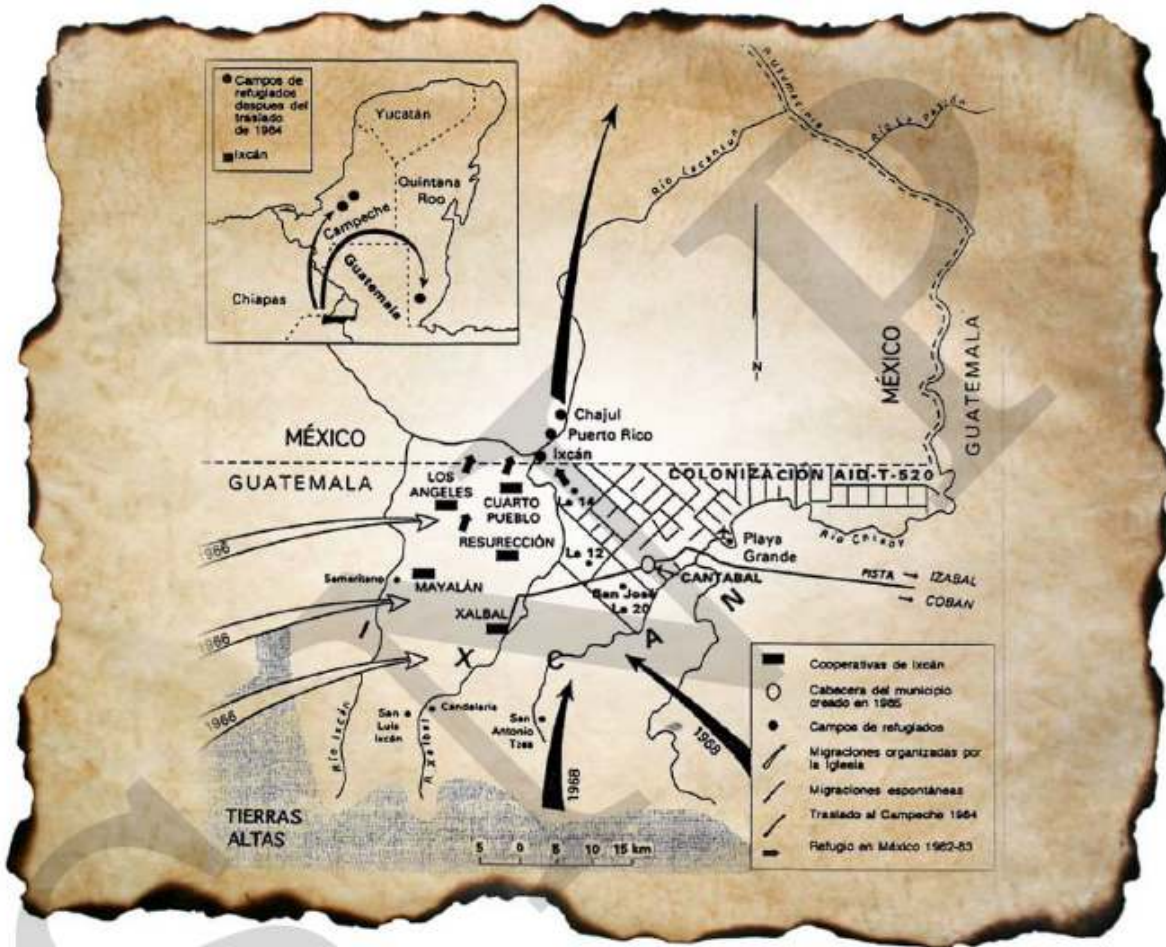 Campos de
refugiados
despues del
traslado
de 1984
Ixcán
Yucatán
Quintana
Roo
Campeche
Guatemala
Chiapas
Usumacinta
Río La Pasión
Río Lacantún
N
MÉXICO
GUATEMALA
Chajul
Puerto Rico
Ixcán
MÉXICO
GUATEMALA
COLONIZACIÓN AID-T-520
LOS
ANGELES
CUARTO
PUEBLO
La 14
RESURECCIÓN
1966
Río Chixoy
Playa
Grande
La 12
Samaritano
MAYALÁN
CANTABAL
PISTA → IZABAL
→ COBAN
San José
La 20
XALBAL
1966
I X C A N
1966
Río Ixcán
San
Luis
Ixcán
Candelaria
R Xalbal
San
Antonio
Tzea
1968
1968
TIERRAS
ALTAS
5 0 5 10 15 km
Cooperativas de Ixcán
Cabecera del municipio
creado en 1985
Campos de refugiados
Migraciones organizadas por
la Iglesia
Migraciones espontáneas
Traslado al Campeche 1984
Refugio en México 1982-83